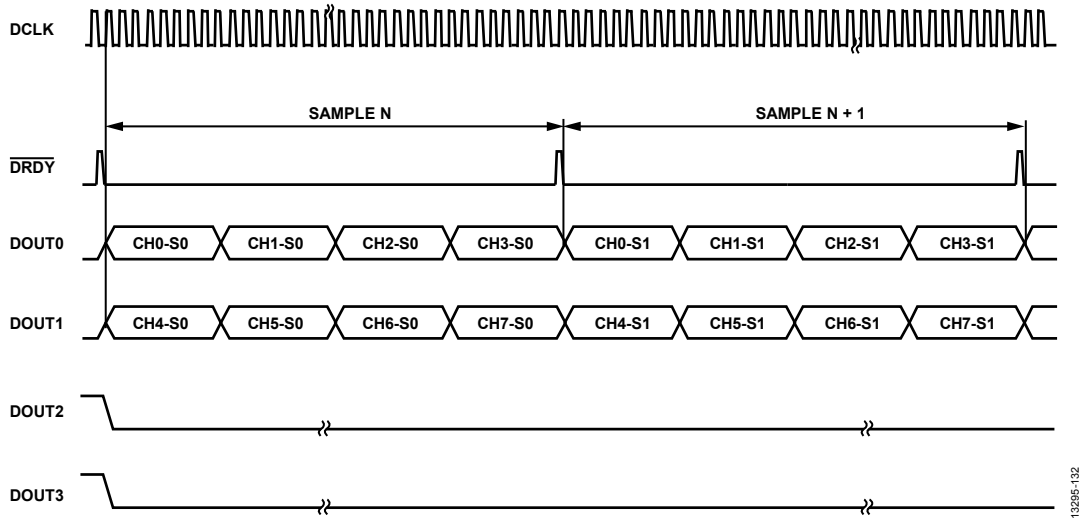 DCLK
SAMPLE N SAMPLE N + 1
DRDY
DOUT0 CH0-S0 CH1-S0 CH2-S0 CH3-S0 CH0-S1 CH1-S1 CH2-S1 CH3-S1
DOUT1 CH4-S0 CH5-S0 CH6-S0 CH7-S0 CH4-S1 CH5-S1 CH6-S1 CH7-S1
DOUT2
DOUT3
13295-132